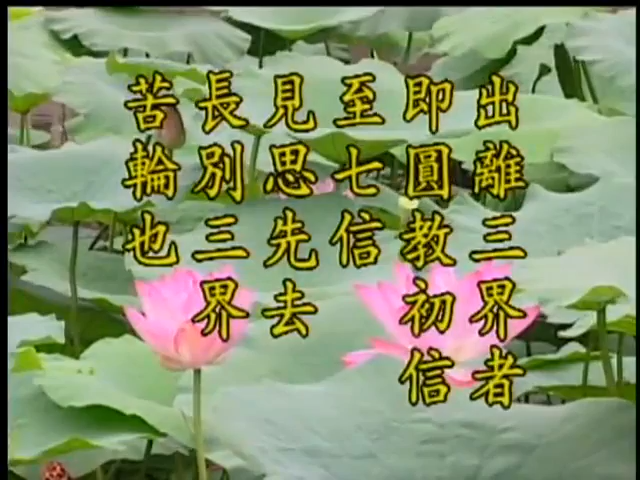 出離三界者
即圓教初信
至七信
見思先去
長別三界
苦輪也